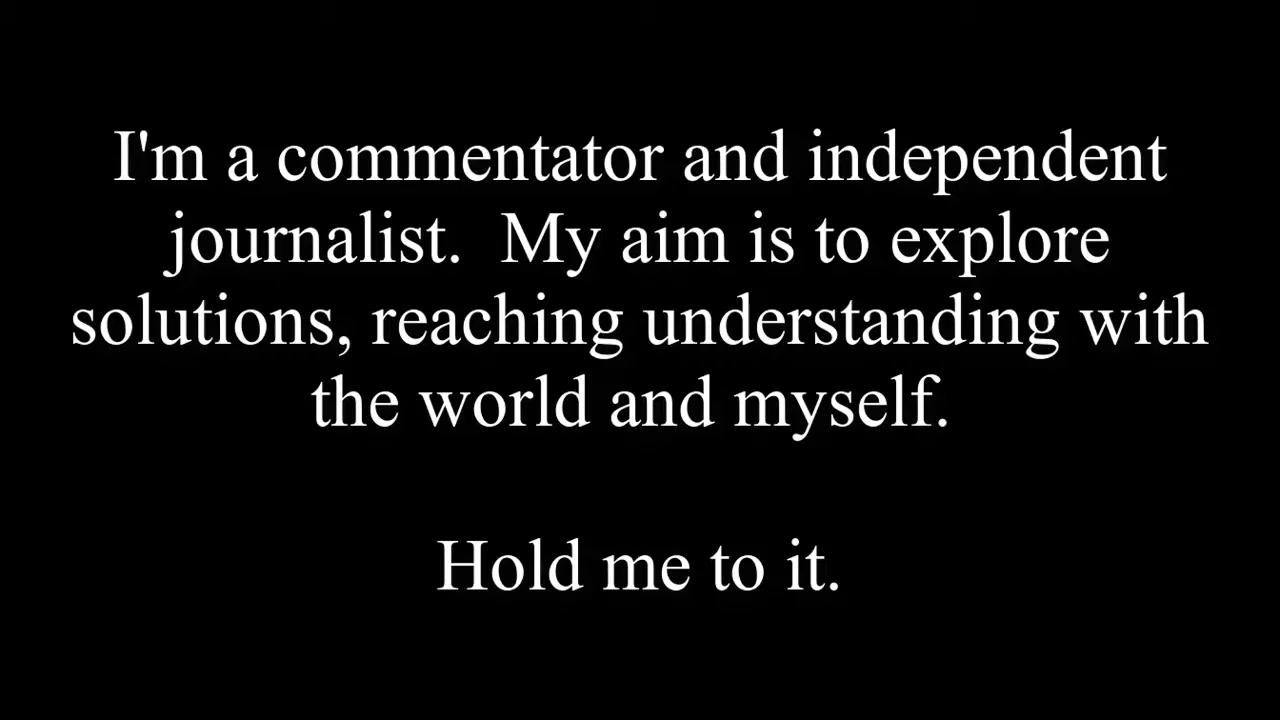 I'm a commentator and independent
journalist.  My aim is to explore
solutions, reaching understanding with
the world and myself.
Hold me to it.